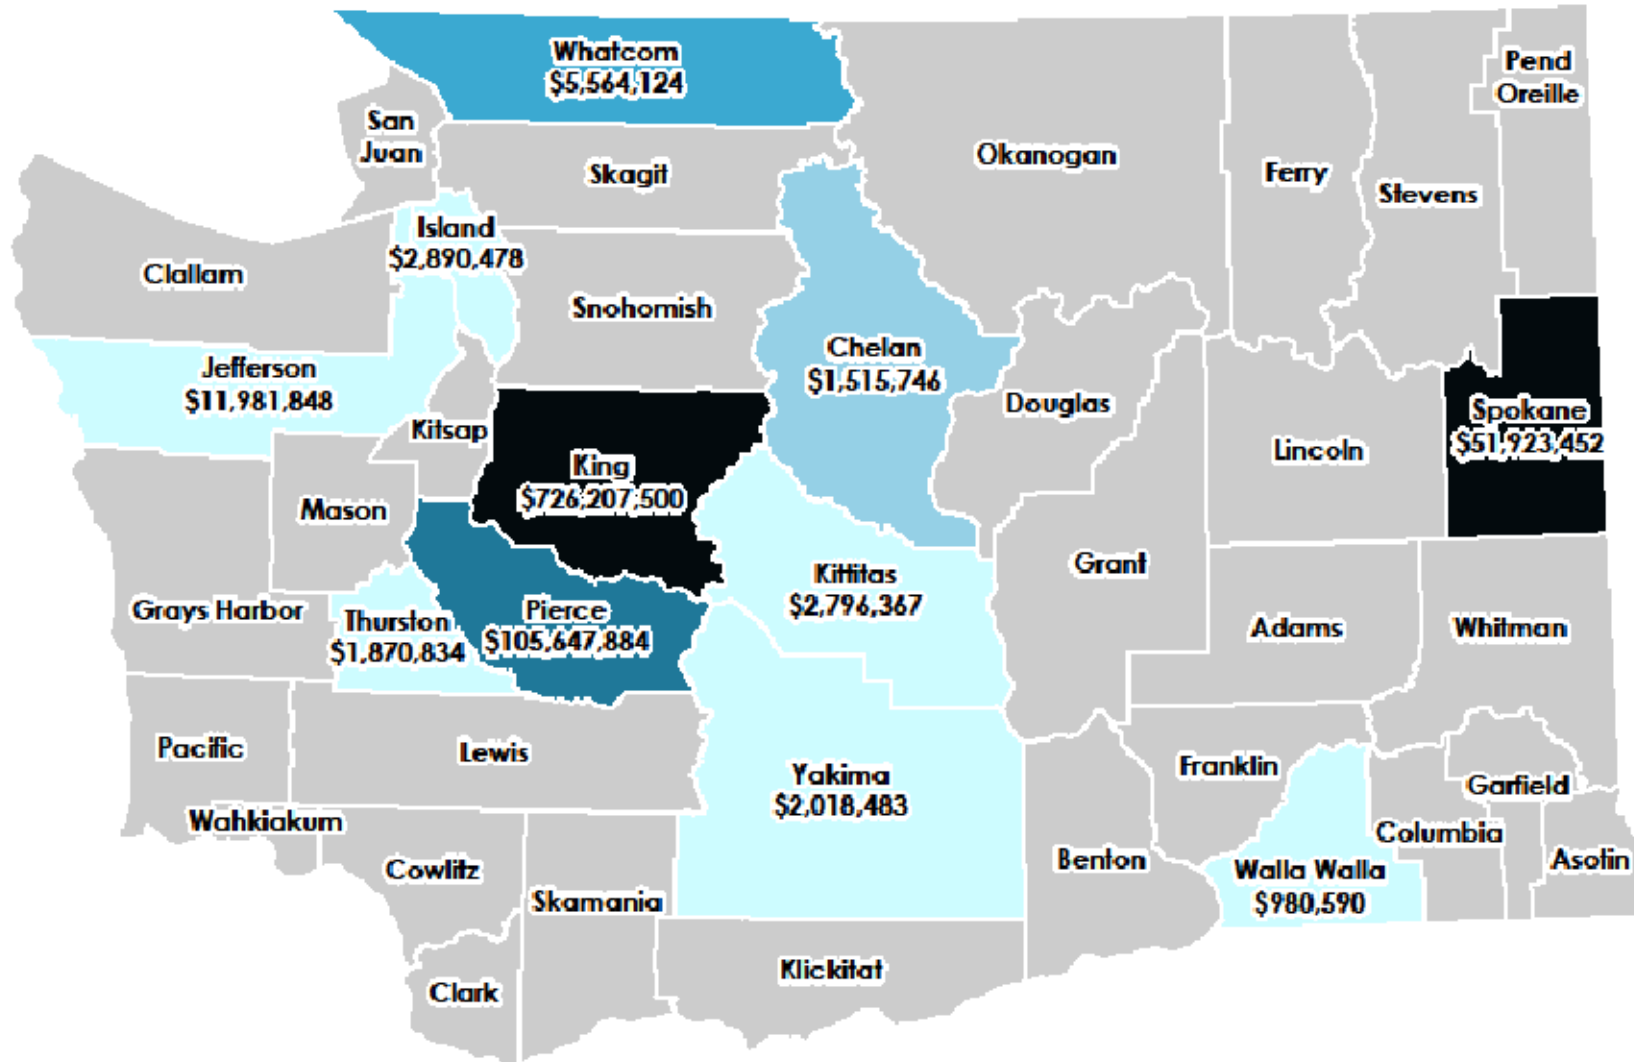 Whatcom
$5,564,124
Pend
Oreille
San
Juan
Okanogan
Skagit
Ferry
Stevens
Island
$2,890,478
Clallam
Snohomish
Chelan
$1,515,746
Jefferson
$11,981,848
Douglas
Kitsap
Spokane
$51,923,452
Lincoln
King
$726,207,500
Mason
Grant
Kittitas
$2,796,367
Grays Harbor
Thurston
$1,870,834
Pierce
$105,647,884
Adams
Whitman
Pacific
Lewis
Yakima
$2,018,483
Franklin
Garfield
Wahkiakum
Columbia
Cowlitz
Benton
Walla Walla
$980,590
Asotin
Skamania
Klickitat
Clark